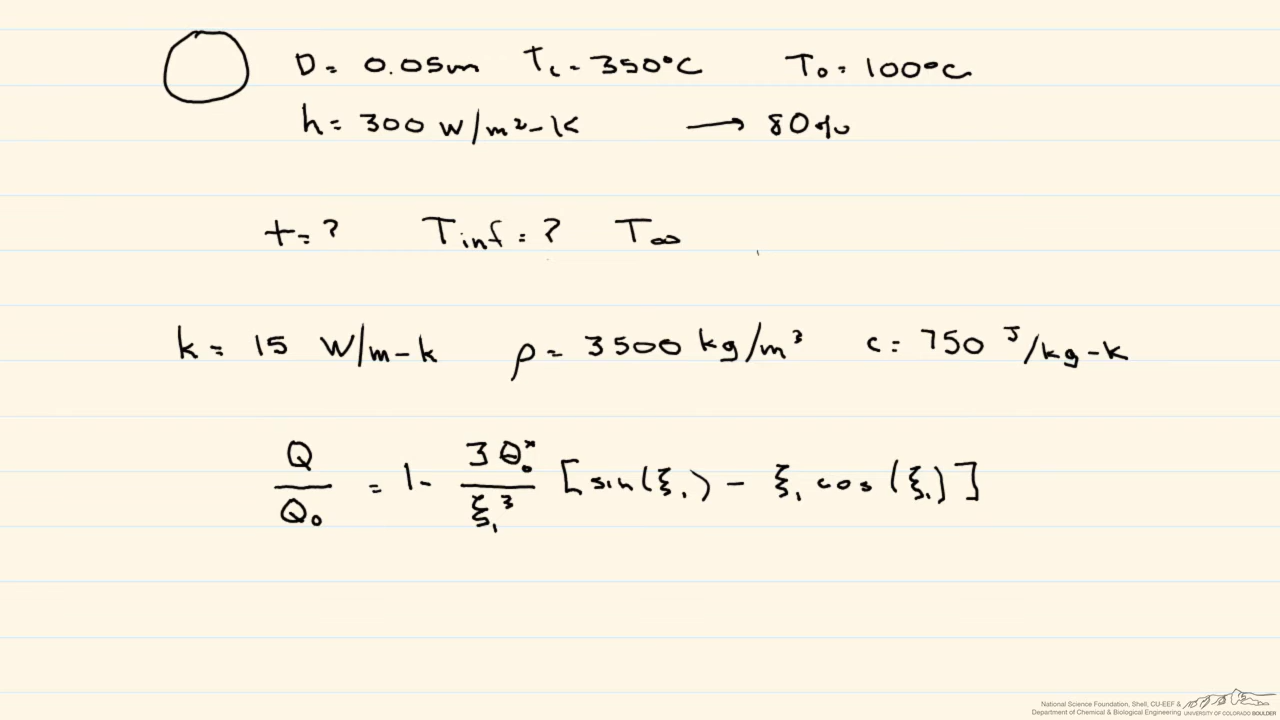 D = 0.05m Ti = 350°C To = 100°C
h = 300 W/m²-K → 80%
t = ? Tinf = ? T∞
k = 15 W/m-k ρ = 3500 kg/m³ c = 750 J/kg-k
Q/Q₀ = 1 - 3θ₀*/ξ₁³ [sin(ξ₁) - ξ₁ cos(ξ₁)]
National Science Foundation, Shell, CU-EEF &
Department of Chemical & Biological Engineering UNIVERSITY OF COLORADO BOULDER